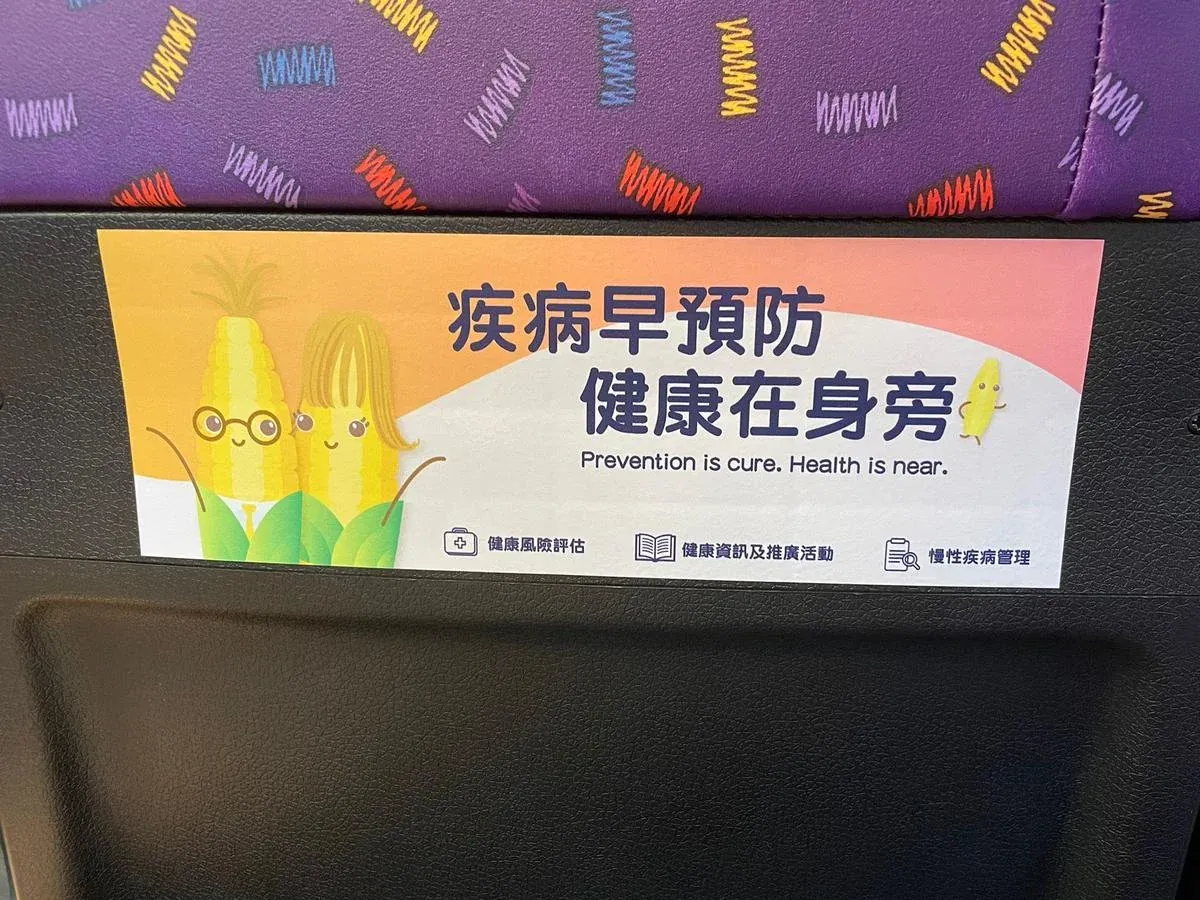 疾病早預防
健康在身旁
Prevention is cure. Health is near.
健康風險評估
健康資訊及推廣活動
慢性疾病管理